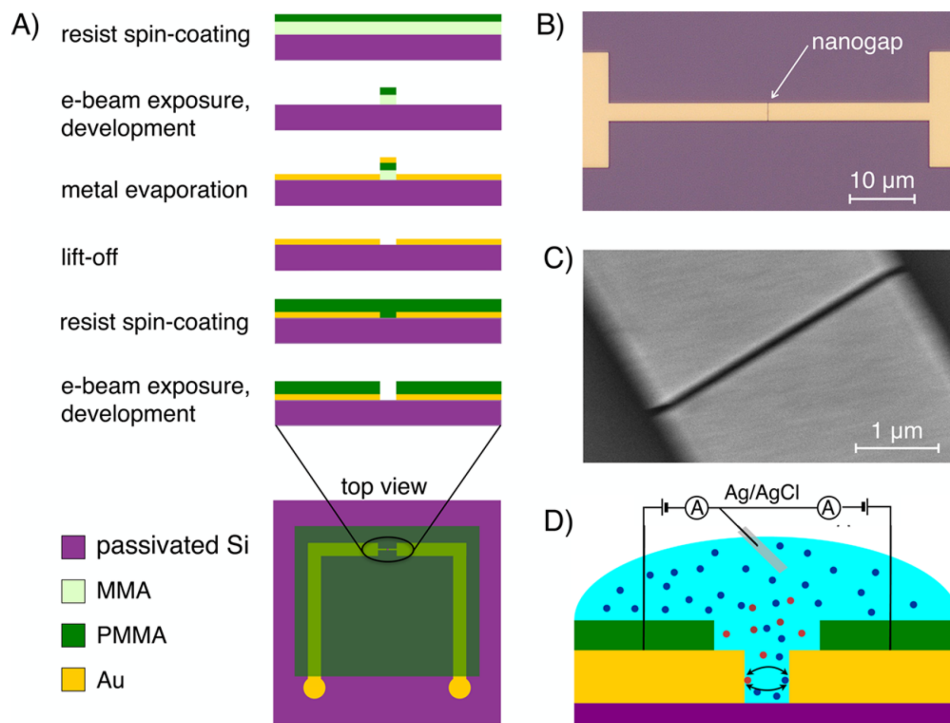 A)
resist spin-coating
e-beam exposure,
development
metal evaporation
lift-off
resist spin-coating
e-beam exposure,
development
top view
passivated Si
MMA
PMMA
Au
B)
nanogap
10 µm
C)
1 µm
D)
Ag/AgCl
A
A